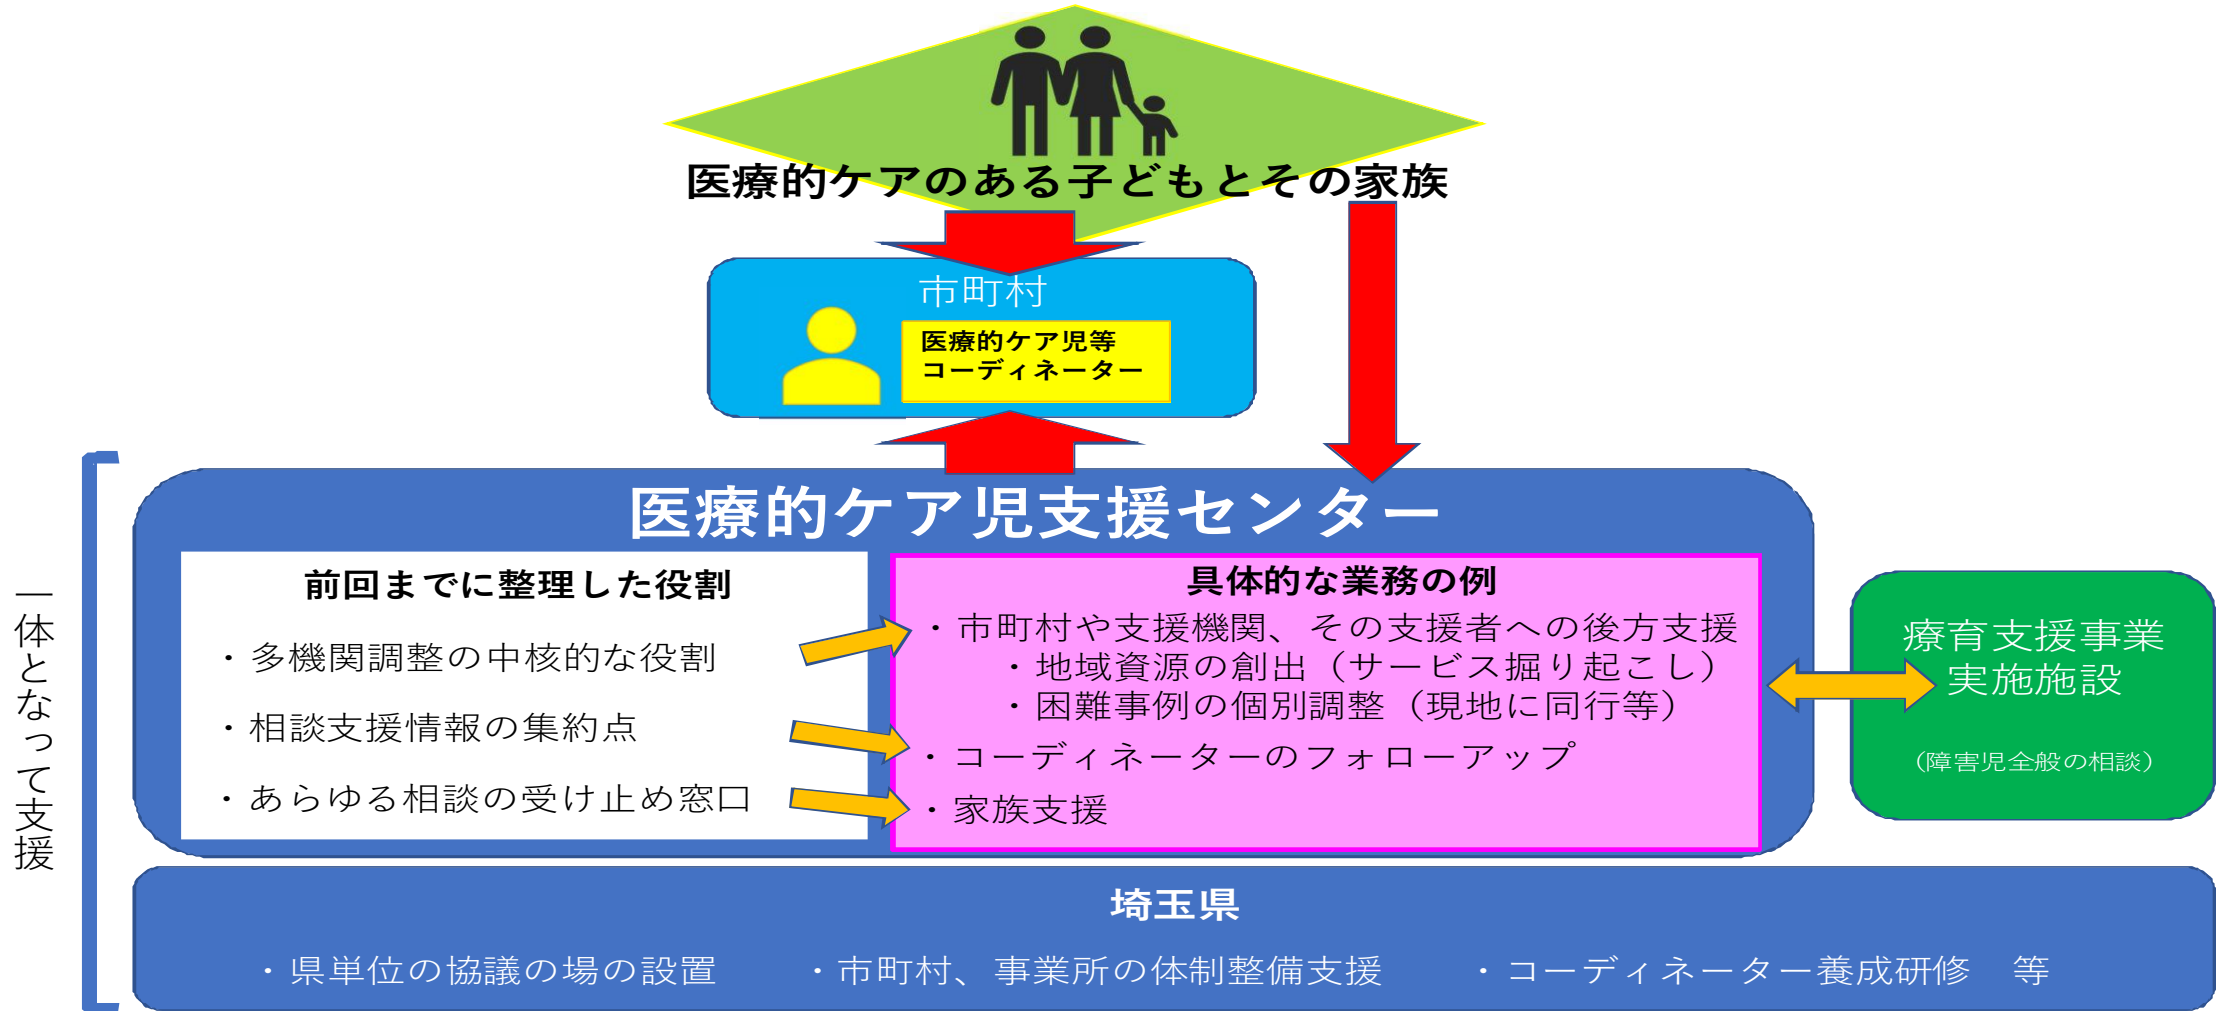 医療的ケアのある子どもとその家族
市町村
医療的ケア児等
コーディネーター
一体となって支援
医療的ケア児支援センター
前回までに整理した役割
・多機関調整の中核的な役割
・相談支援情報の集約点
・あらゆる相談の受け止め窓口
具体的な業務の例
・市町村や支援機関、その支援者への後方支援
・地域資源の創出（サービス掘り起こし）
・困難事例の個別調整（現地に同行等）
・コーディネーターのフォローアップ
・家族支援
療育支援事業
実施施設
（障害児全般の相談）
埼玉県
・県単位の協議の場の設置　・市町村、事業所の体制整備支援　・コーディネーター養成研修　等